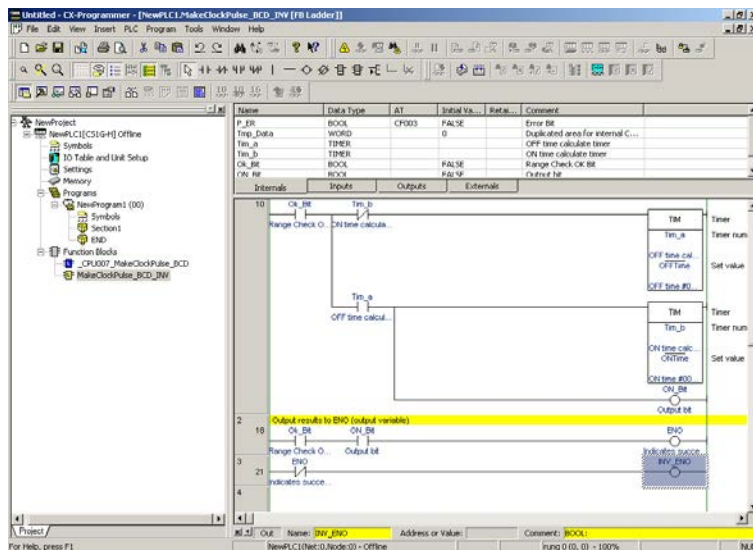 Untitled - CX-Programmer - [NewPLC1.MakeClockPulse_BCD_INV [FB Ladder]]
File Edit View Insert PLC Program Tools Window Help
NewProject
NewPLC1[CS1G-H] Offline
Symbols
IO Table and Unit Setup
Settings
Memory
Programs
NewProgram1 (00)
Symbols
Section1
END
Function Blocks
_CPU007_MakeClockPulse_BCD
MakeClockPulse_BCD_INV
Project
Name Data Type AT Initial Va... Retai... Comment
P_ER BOOL CF003 FALSE Error Bit
Tmp_Data WORD 0 Duplicated area for internal C...
Tim_a TIMER OFF time calculate timer
Tim_b TIMER ON time calculate timer
Ok_Bit BOOL FALSE Range Check OK Bit
ON_Bit BOOL FALSE Output bit
Internals Inputs Outputs Externals
10 Ok_Bit Tim_b
Range Check O... ON time calcula...
TIM Timer
Tim_a Timer num
OFF time cal...
OFFTime Set value
OFF time #0...
Tim_a
OFF time calcul...
TIM Timer
Tim_b Timer num
ON time calc...
ONTime Set value
ON time #00...
ON_Bit
Output bit
2 Output results to ENO (output variable)
18 Ok_Bit ON_Bit ENO
Range Check O... Output bit Indicates succe...
3 ENO INV_ENO
21
Indicates succe...
4
Out Name: INV_ENO Address or Value: Comment: BOOL:
For Help, press F1 NewPLC1(Net:0,Node:0) - Offline rung 0 (0, 0) - 100%